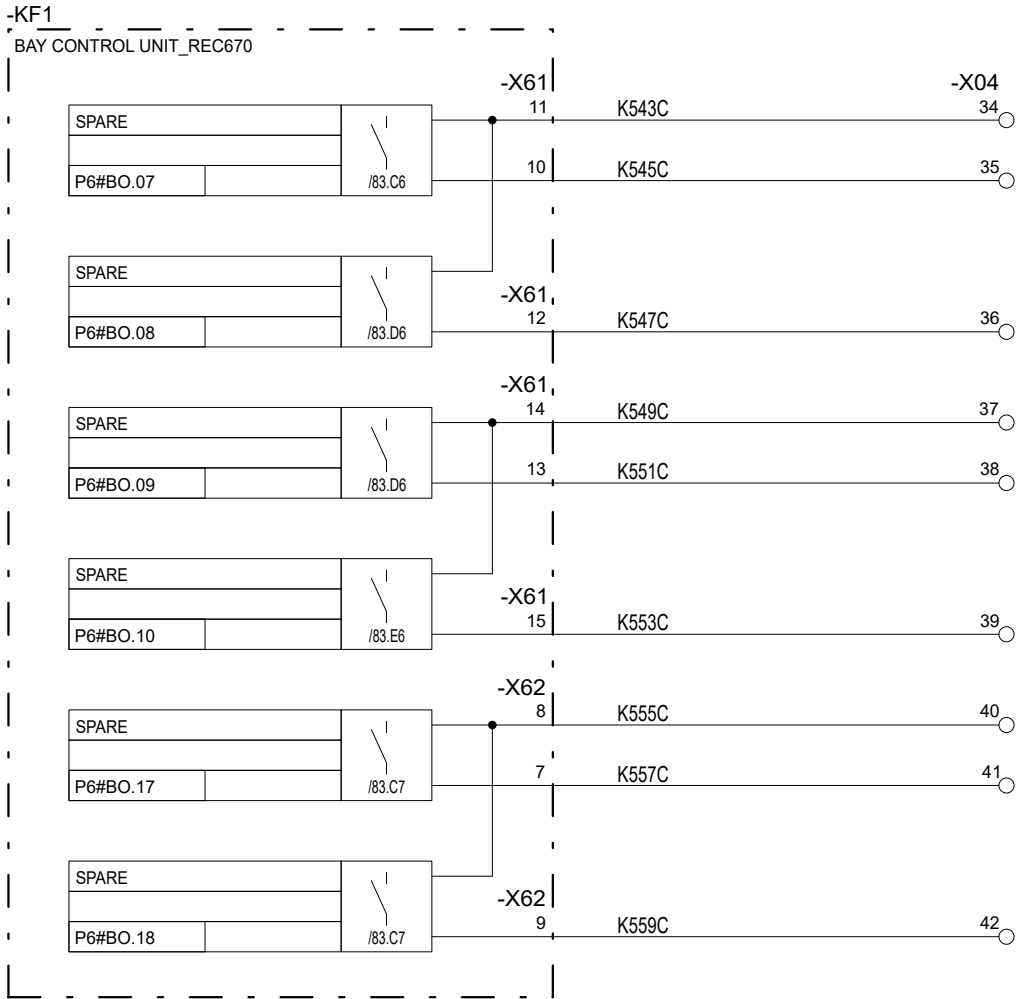 -KF1
BAY CONTROL UNIT_REC670
-X61 -X04
SPARE 11 K543C 34
P6#BO.07 /83.C6 10 K545C 35
SPARE
-X61
P6#BO.08 /83.D6 12 K547C 36
-X61
SPARE 14 K549C 37
P6#BO.09 /83.D6 13 K551C 38
SPARE
-X61
P6#BO.10 /83.E6 15 K553C 39
-X62
SPARE 8 K555C 40
P6#BO.17 /83.C7 7 K557C 41
SPARE
-X62
P6#BO.18 /83.C7 9 K559C 42